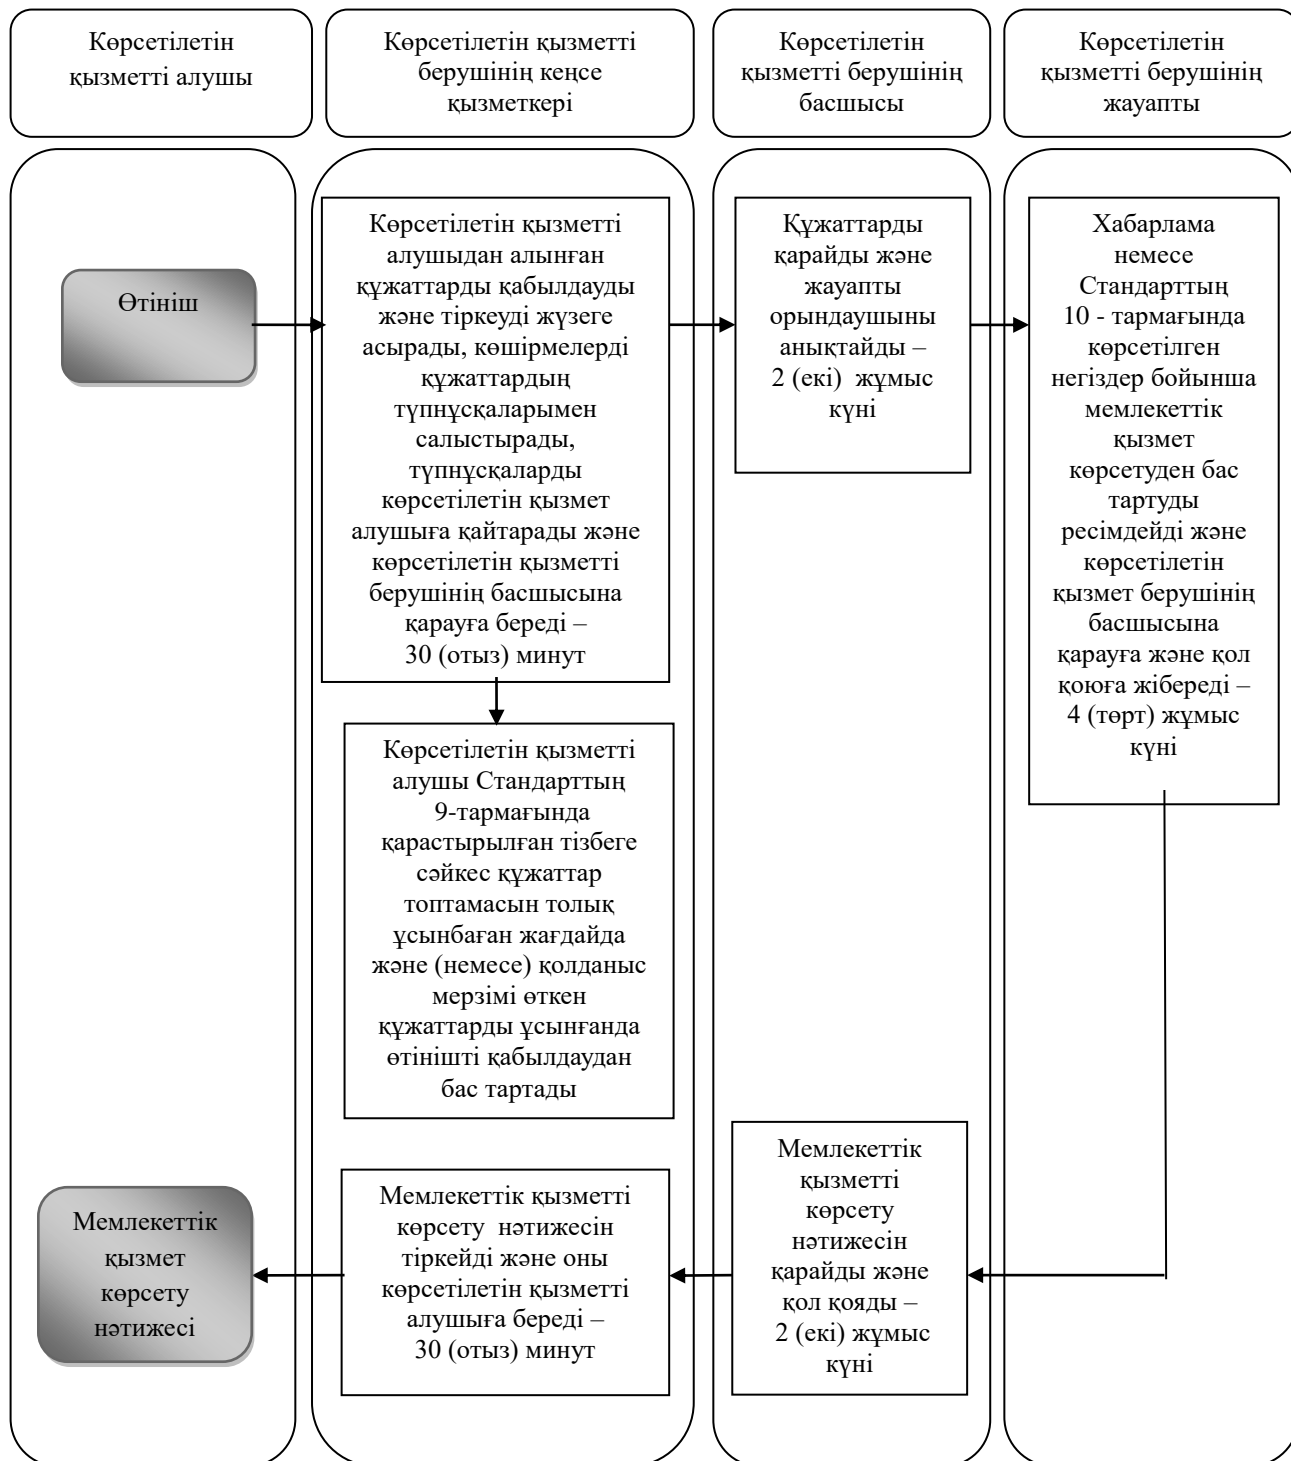 Көрсетілетін
қызметті алушы
Көрсетілетін қызметті
берушінің кеңсе
қызметкері
Көрсетілетін
қызметті берушінің
басшысы
Көрсетілетін
қызметті берушінің
жауапты
Өтініш
Көрсетілетін қызметті
алушыдан алынған
құжаттарды қабылдауды
және тіркеуді жүзеге
асырады, көшірмелерді
құжаттардың
түпнұсқаларымен
салыстырады,
түпнұсқаларды
көрсетілетін қызмет
алушыға қайтарады және
көрсетілетін қызметті
берушінің басшысына
қарауға береді –
30 (отыз) минут
Құжаттарды
қарайды және
жауапты
орындаушыны
анықтайды –
2 (екі) жұмыс
күні
Хабарлама
немесе
Стандарттың
10 - тармағында
көрсетілген
негіздер бойынша
мемлекеттік
қызмет
көрсетуден бас
тартуды
ресімдейді және
көрсетілетін
қызмет берушінің
басшысына
қарауға және қол
қоюға жібереді –
4 (төрт) жұмыс
күні
Көрсетілетін қызметті
алушы Стандарттың
9-тармағында
қарастырылған тізбеге
сәйкес құжаттар
топтамасын толық
ұсынбаған жағдайда
және (немесе) қолданыс
мерзімі өткен
құжаттарды ұсынғанда
өтінішті қабылдаудан
бас тартады
Мемлекеттік
қызмет
көрсету
нәтижесі
Мемлекеттік қызметті
көрсету нәтижесін
тіркейді және оны
көрсетілетін қызметті
алушыға береді –
30 (отыз) минут
Мемлекеттік
қызметті
көрсету
нәтижесін
қарайды және
қол қояды –
2 (екі) жұмыс
күні